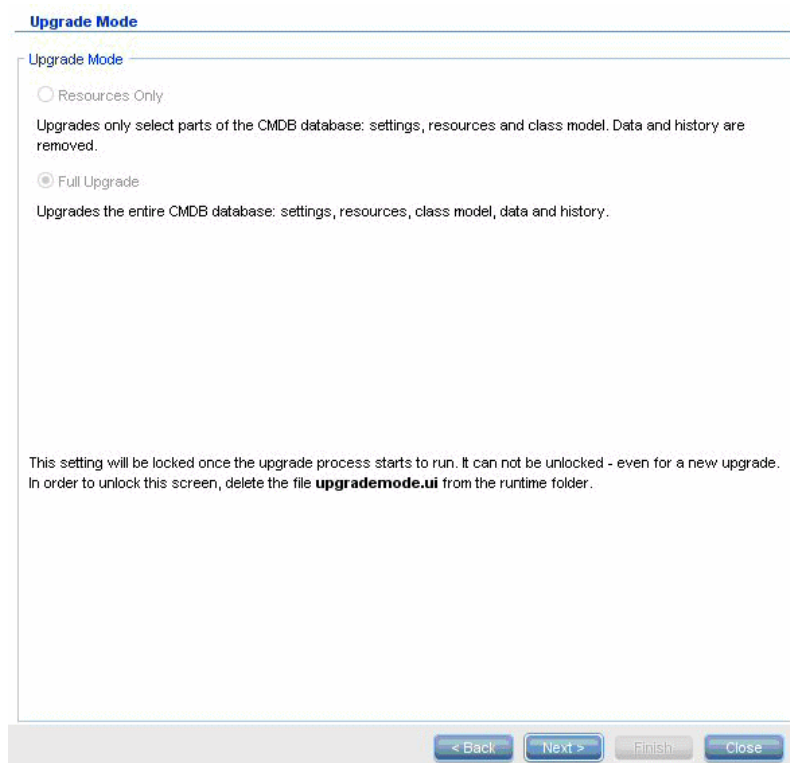 Upgrade Mode
Upgrade Mode
Resources Only
Upgrades only select parts of the CMDB database: settings, resources and class model. Data and history are
removed.
Full Upgrade
Upgrades the entire CMDB database: settings, resources, class model, data and history.
This setting will be locked once the upgrade process starts to run. It can not be unlocked - even for a new upgrade.
In order to unlock this screen, delete the file upgrademode.ui from the runtime folder.
< Back Next > Finish Close